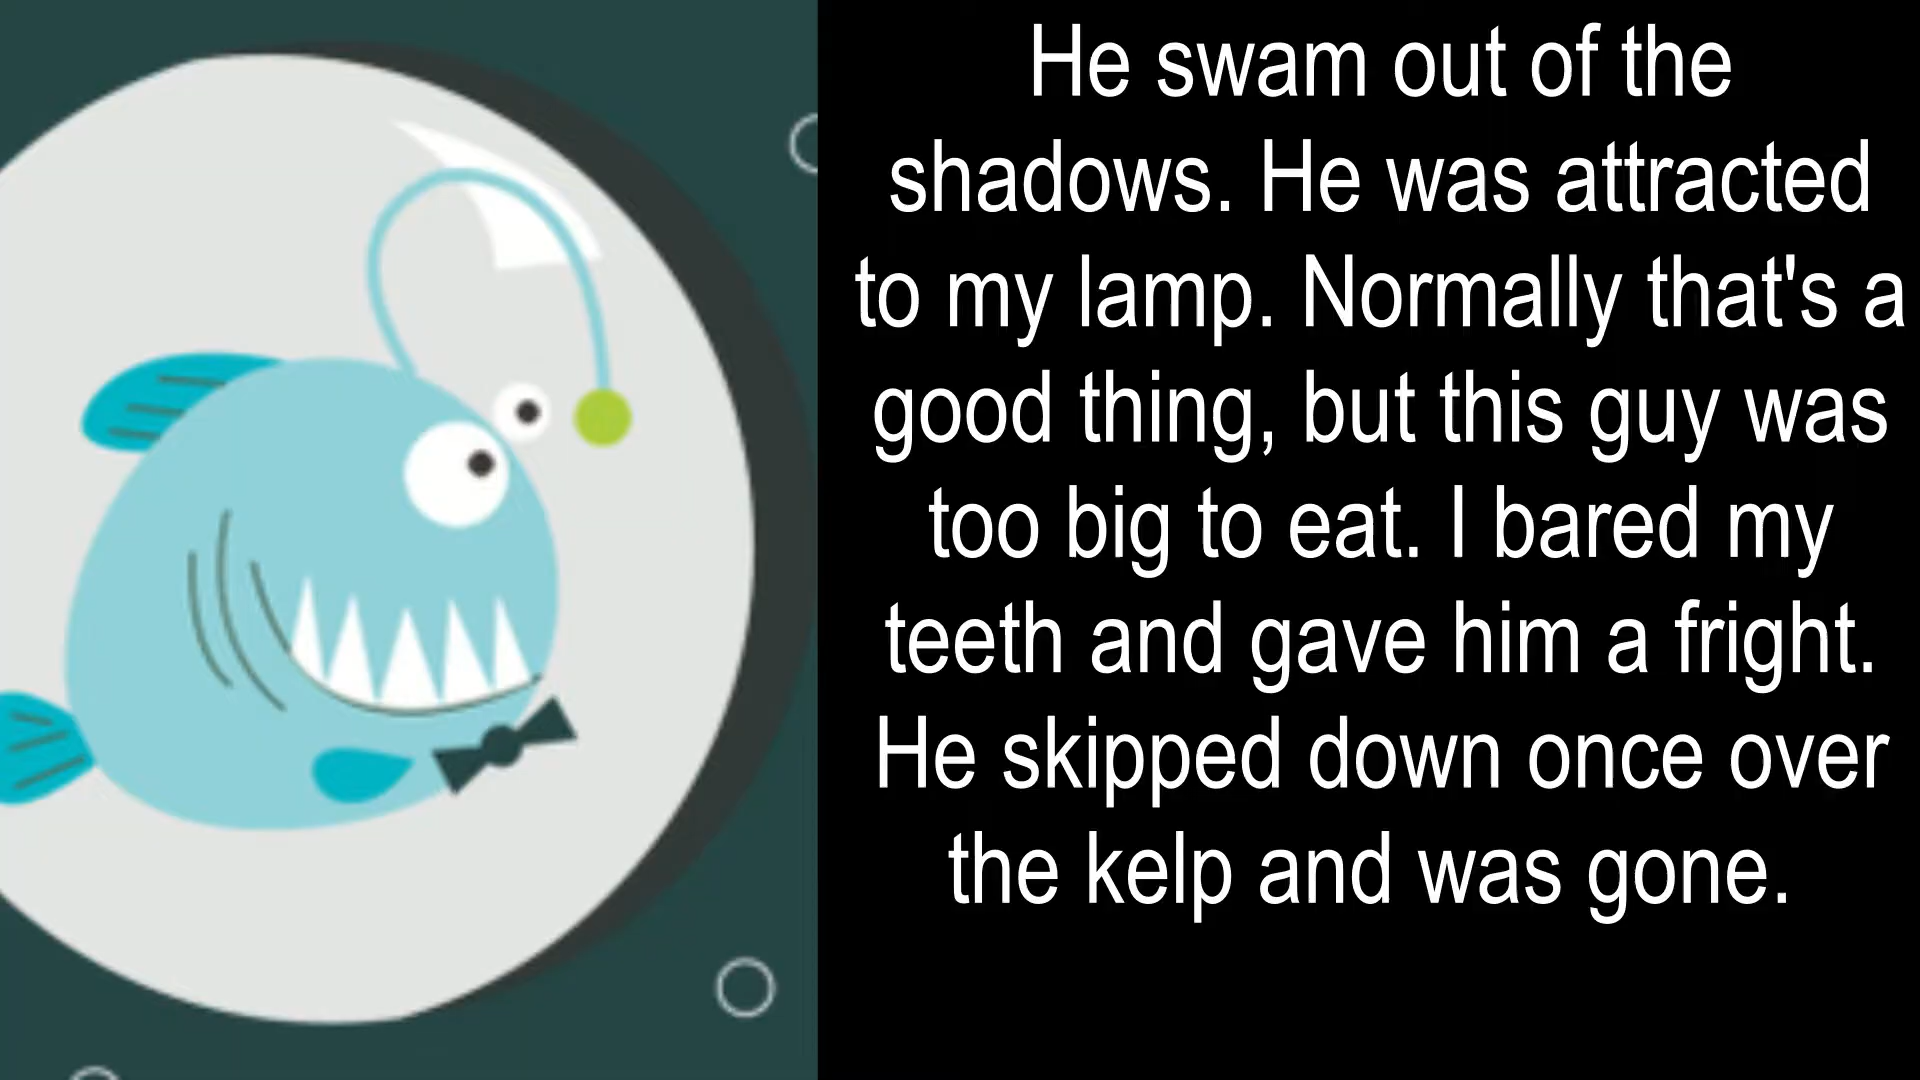 He swam out of the
shadows. He was attracted
to my lamp. Normally that's a
good thing, but this guy was
too big to eat. I bared my
teeth and gave him a fright.
He skipped down once over
the kelp and was gone.